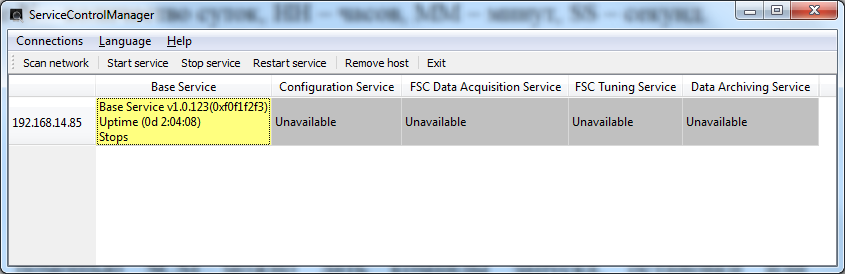 во суток, HH – часов, MM – минут, SS – секунд.
ServiceControlManager
Connections Language Help
Scan network Start service Stop service Restart service Remove host Exit
Base Service Configuration Service FSC Data Acquisition Service FSC Tuning Service Data Archiving Service
192.168.14.85 Base Service v1.0.123(0xf0f1f2f3) Unavailable Unavailable Unavailable Unavailable
Uptime (0d 2:04:08)
Stops